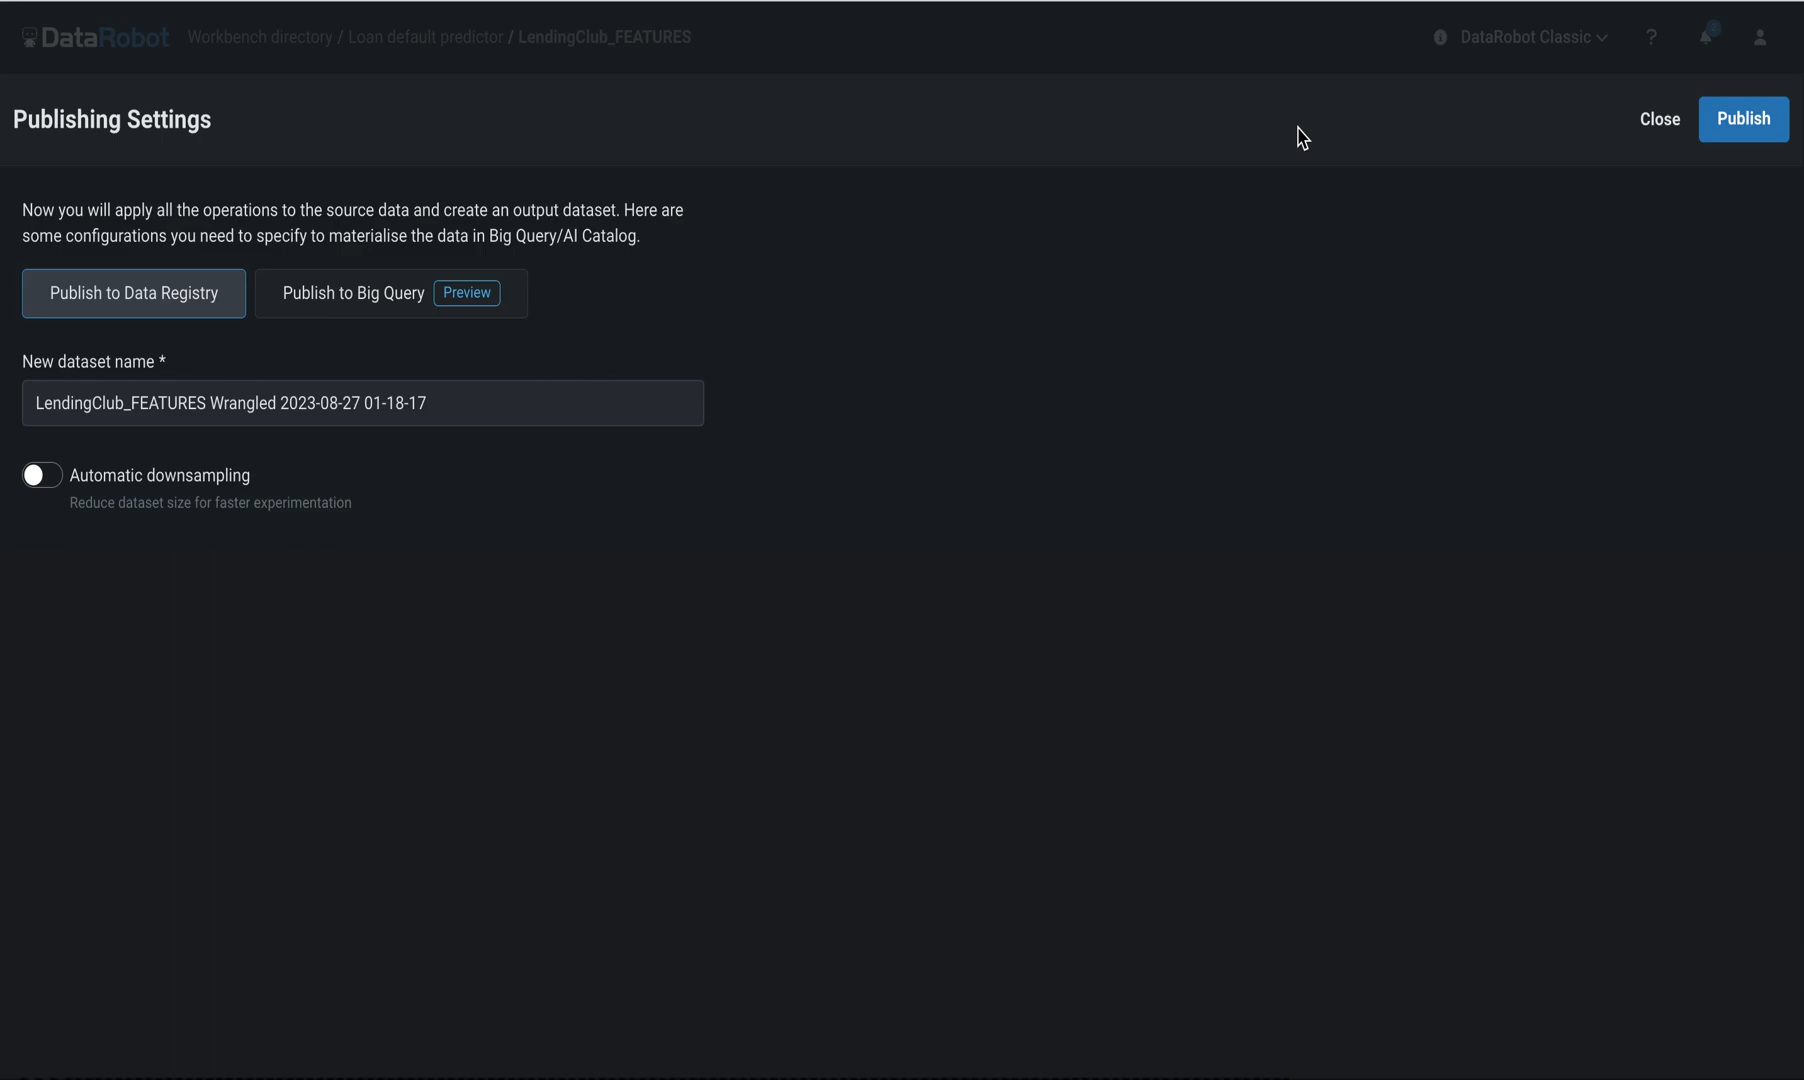 DataRobot Workbench directory / Loan default predictor / LendingClub_FEATURES DataRobot Classic ?
Publishing Settings Close Publish
Now you will apply all the operations to the source data and create an output dataset. Here are
some configurations you need to specify to materialise the data in Big Query/AI Catalog.
Publish to Data Registry Publish to Big Query Preview
New dataset name *
LendingClub_FEATURES Wrangled 2023-08-27 01-18-17
Automatic downsampling
Reduce dataset size for faster experimentation